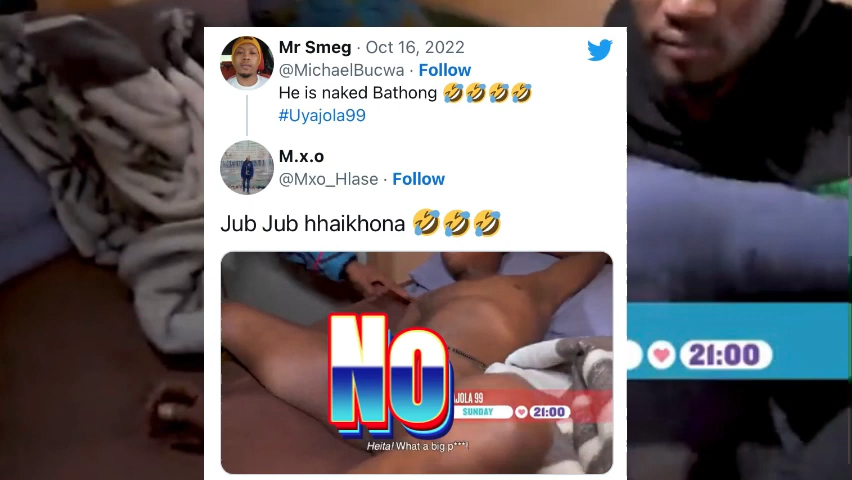 Mr Smeg · Oct 16, 2022
@MichaelBucwa · Follow
He is naked Bathong 🤣🤣🤣🤣
#Uyajola99
M.x.o
@Mxo_Hlase · Follow
Jub Jub hhaikhona 🤣🤣🤣
NO
JOLA 99
SUNDAY 21:00
Heita! What a big p***!
21:00